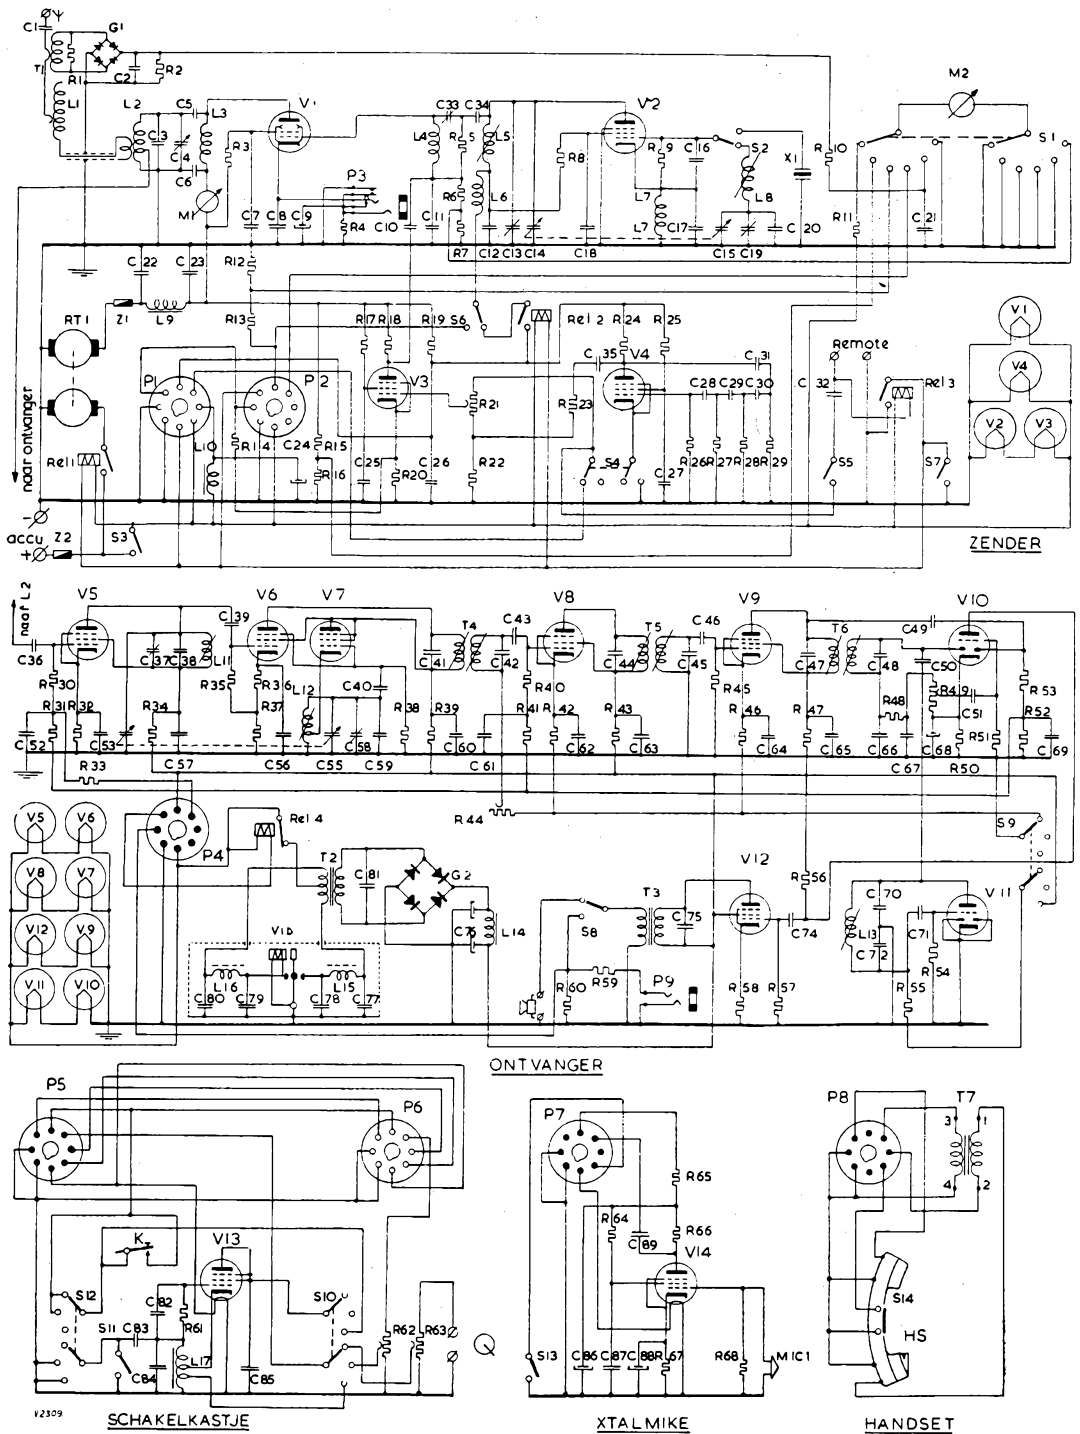 C1
G1
T1
R1
C2
R2
L1
L2
C5
L3
V1
C33
C34
V2
M2
C3
C4
C6
R3
L4
L5
R8
R9
C16
S2
X1
R10
S1
M1
P3
R6
L6
L7
L8
C7
C8
C9
R4
C10
C11
R7
C12
C13
C14
C18
L7
C17
C15
C19
C20
R11
C21
C22
C23
R12
Z1
L9
R13
RT1
R17
R18
R19
S6
Rel 2
R24
R25
V1
C35
V4
C31
Remote
P1
P2
V3
R21
R23
C28
C29
C30
C32
Rel 3
V4
V2
V3
naar ontvanger
Rel 1
L10
R14
C24
R15
R16
C25
R20
C26
R22
S4
C27
R26
R27
R28
R29
S5
S7
-
accu
+
Z2
S3
ZENDER
naar L2
V5
V6
V7
V8
V9
V10
C36
C37
C38
L11
C39
T4
C43
T5
C46
T6
C49
R30
R35
R36
L12
C40
C41
C42
R40
C44
C45
R45
C47
C48
C50
R49
R53
R31
R32
R34
R37
R38
R39
R41
R42
R43
R46
R47
R48
C51
R51
R52
C52
C53
C57
C56
C55
C58
C59
C60
C61
C62
C63
C64
C65
C66
C67
C68
R50
C69
R33
V5
V6
P4
Rel 4
R44
S9
V8
V7
T2
C81
G2
V12
R56
V11
V12
V9
V1b
C76
L14
S8
T3
C75
C74
L13
C70
C72
C71
V11
V10
L16
L15
C80
C79
C78
C77
R60
R59
P9
R58
R57
R55
R54
ONTVANGER
P5
P6
P7
P8
T7
3
1
4
2
R65
R64
C89
R66
K
V13
V14
S12
C82
S10
S11
C83
R61
R62
R63
Q
S14
HS
C84
L17
C85
S13
C86
C87
C88
R67
R68
MIC1
V2309
SCHAKELKASTJE
XTALMIKE
HANDSET